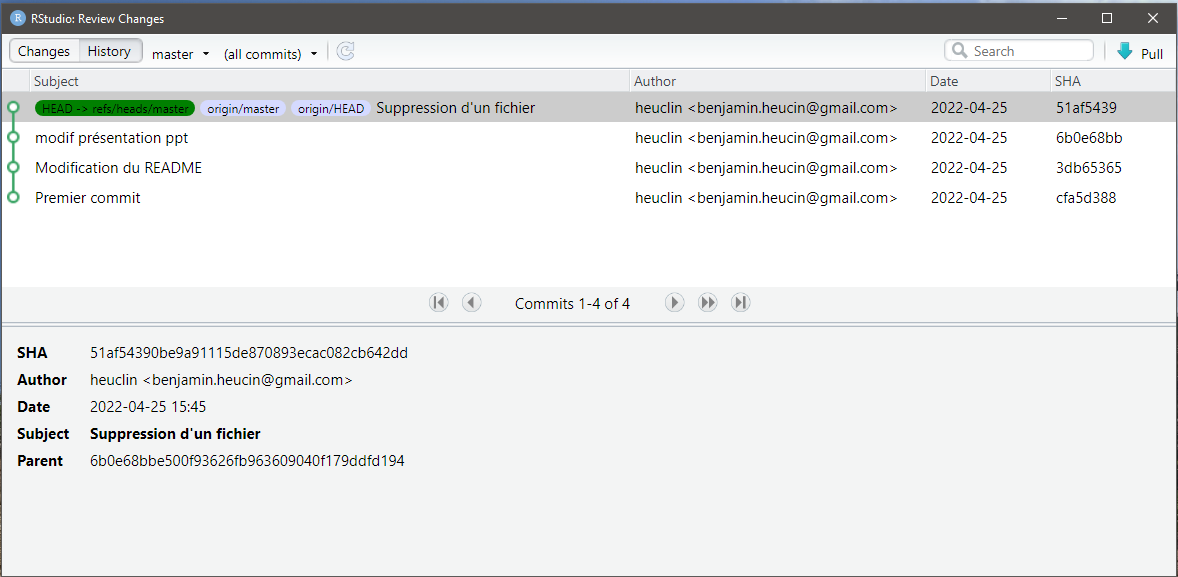 R RStudio: Review Changes
Changes History master (all commits) Search Pull
Subject Author Date SHA
HEAD -> refs/heads/master origin/master origin/HEAD Suppression d'un fichier heuclin <benjamin.heucin@gmail.com> 2022-04-25 51af5439
modif présentation ppt heuclin <benjamin.heucin@gmail.com> 2022-04-25 6b0e68bb
Modification du README heuclin <benjamin.heucin@gmail.com> 2022-04-25 3db65365
Premier commit heuclin <benjamin.heucin@gmail.com> 2022-04-25 cfa5d388
Commits 1-4 of 4
SHA 51af54390be9a91115de870893ecac082cb642dd
Author heuclin <benjamin.heucin@gmail.com>
Date 2022-04-25 15:45
Subject Suppression d'un fichier
Parent 6b0e68bbe500f93626fb963609040f179ddfd194